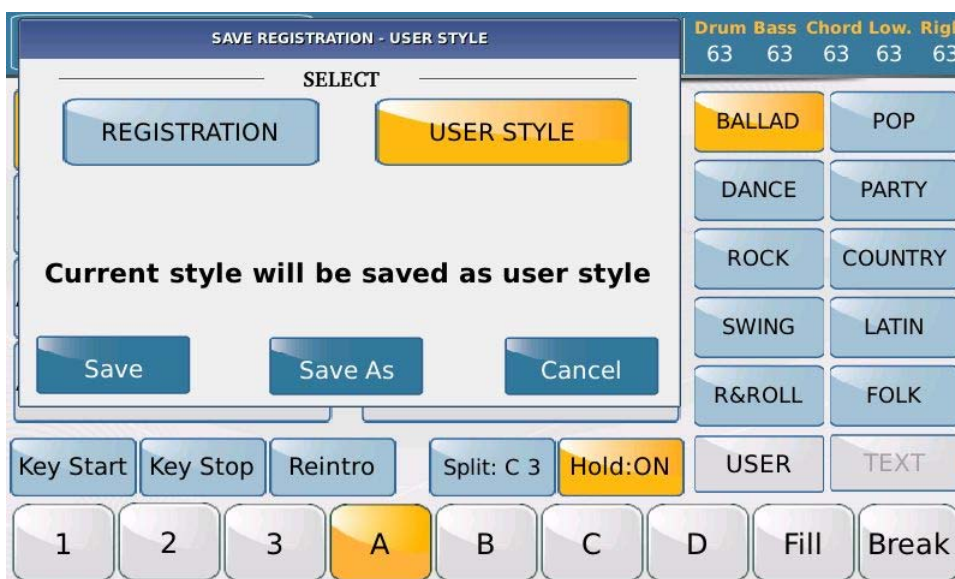 SAVE REGISTRATION - USER STYLE
SELECT
REGISTRATION
USER STYLE
Current style will be saved as user style
Save
Save As
Cancel
Drum Bass Chord Low. Righ
63 63 63 63 63
BALLAD
POP
DANCE
PARTY
ROCK
COUNTRY
SWING
LATIN
R&ROLL
FOLK
USER
TEXT
Key Start
Key Stop
Reintro
Split: C 3
Hold:ON
1
2
3
A
B
C
D
Fill
Break